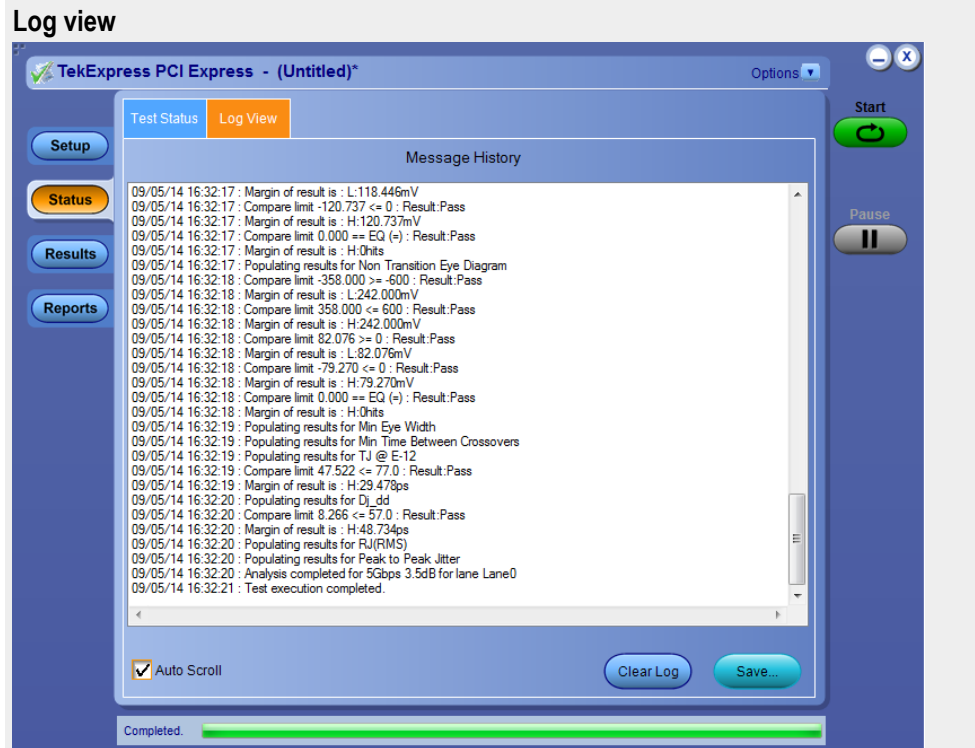 Log view
TekExpress PCI Express - (Untitled)*
Options
Start
Pause
Setup
Status
Results
Reports
Test Status
Log View
Message History
09/05/14 16:32:17 : Margin of result is : L:118.446mV
09/05/14 16:32:17 : Compare limit -120.737 <= 0 : Result:Pass
09/05/14 16:32:17 : Margin of result is : H:120.737mV
09/05/14 16:32:17 : Compare limit 0.000 == EQ (=) : Result:Pass
09/05/14 16:32:17 : Margin of result is : H:0hits
09/05/14 16:32:17 : Populating results for Non Transition Eye Diagram
09/05/14 16:32:18 : Compare limit -358.000 >= -600 : Result:Pass
09/05/14 16:32:18 : Margin of result is : L:242.000mV
09/05/14 16:32:18 : Compare limit 358.000 <= 600 : Result:Pass
09/05/14 16:32:18 : Margin of result is : H:242.000mV
09/05/14 16:32:18 : Compare limit 82.076 >= 0 : Result:Pass
09/05/14 16:32:18 : Margin of result is : L:82.076mV
09/05/14 16:32:18 : Compare limit -79.270 <= 0 : Result:Pass
09/05/14 16:32:18 : Margin of result is : H:79.270mV
09/05/14 16:32:18 : Compare limit 0.000 == EQ (=) : Result:Pass
09/05/14 16:32:18 : Margin of result is : H:0hits
09/05/14 16:32:19 : Populating results for Min Eye Width
09/05/14 16:32:19 : Populating results for Min Time Between Crossovers
09/05/14 16:32:19 : Populating results for TJ @ E-12
09/05/14 16:32:19 : Compare limit 47.522 <= 77.0 : Result:Pass
09/05/14 16:32:19 : Margin of result is : H:29.478ps
09/05/14 16:32:20 : Populating results for Dj_dd
09/05/14 16:32:20 : Compare limit 8.266 <= 57.0 : Result:Pass
09/05/14 16:32:20 : Margin of result is : H:48.734ps
09/05/14 16:32:20 : Populating results for RJ(RMS)
09/05/14 16:32:20 : Populating results for Peak to Peak Jitter
09/05/14 16:32:20 : Analysis completed for 5Gbps 3.5dB for lane Lane0
09/05/14 16:32:21 : Test execution completed.
Auto Scroll
Clear Log
Save...
Completed.